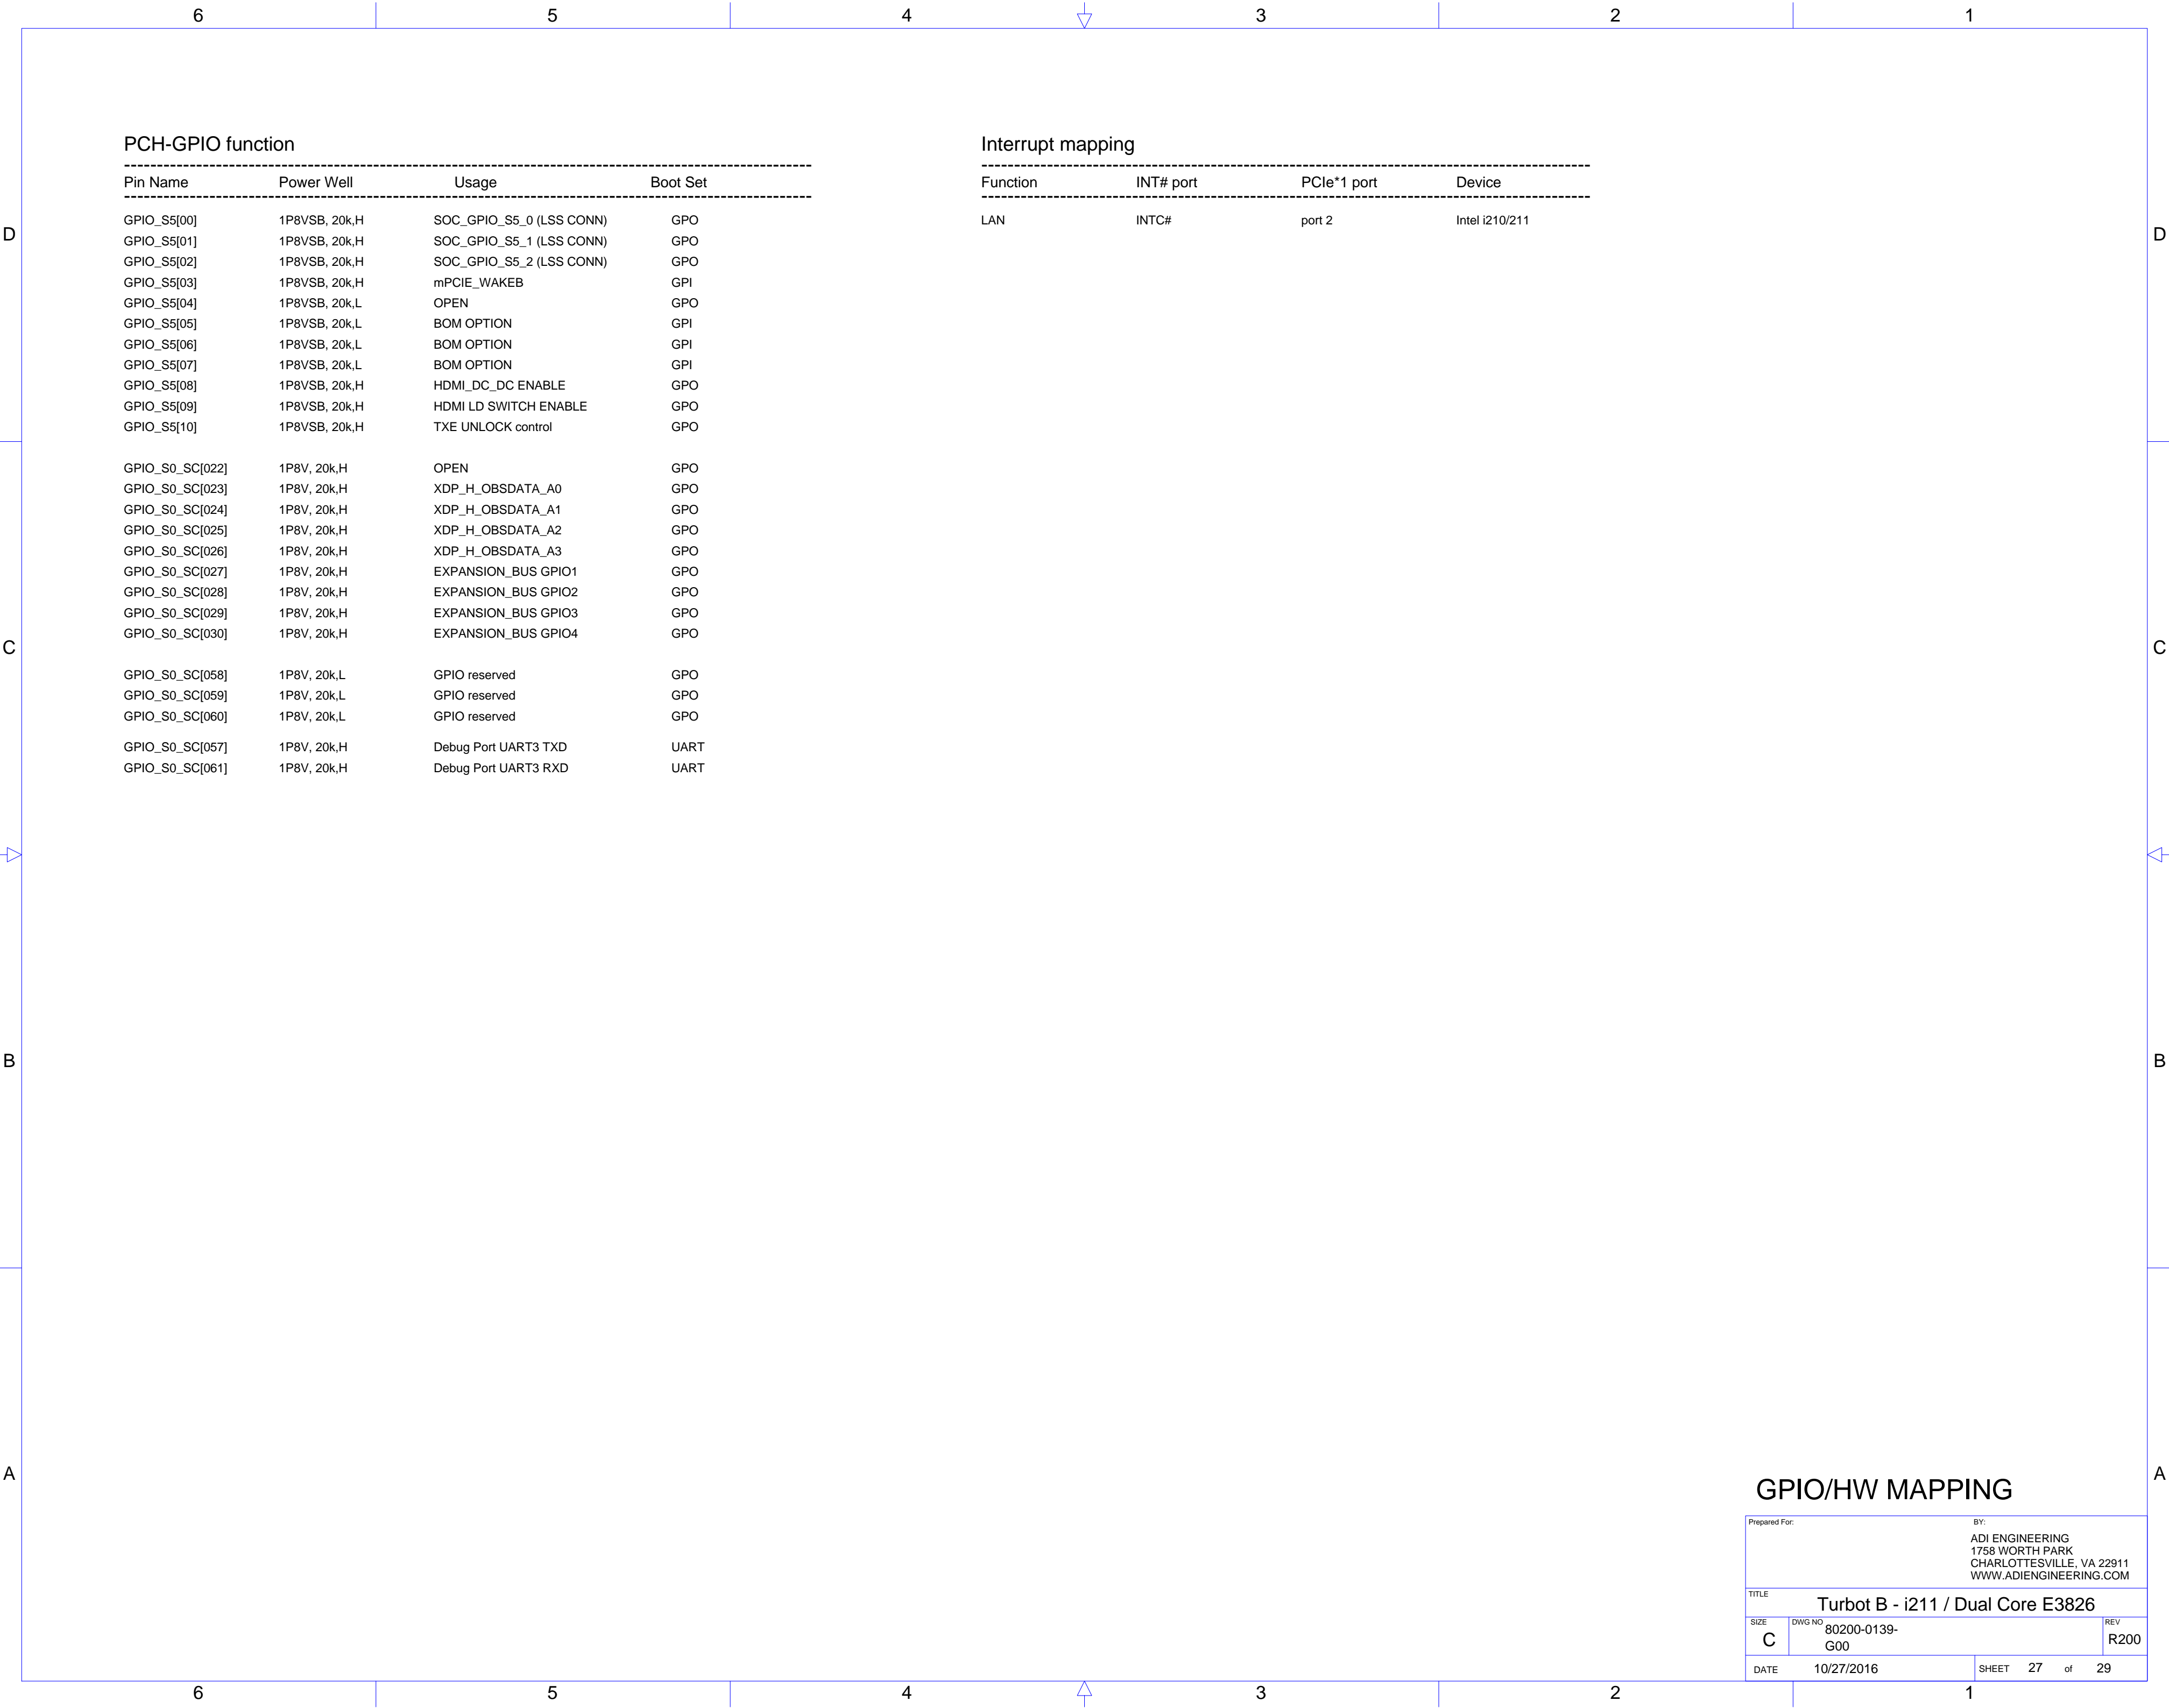 6 5 4 3 2 1
PCH-GPIO function
Pin Name Power Well Usage Boot Set
GPIO_S5[00] 1P8VSB, 20k,H SOC_GPIO_S5_0 (LSS CONN) GPO
GPIO_S5[01] 1P8VSB, 20k,H SOC_GPIO_S5_1 (LSS CONN) GPO
GPIO_S5[02] 1P8VSB, 20k,H SOC_GPIO_S5_2 (LSS CONN) GPO
GPIO_S5[03] 1P8VSB, 20k,H mPCIE_WAKEB GPI
GPIO_S5[04] 1P8VSB, 20k,L OPEN GPO
GPIO_S5[05] 1P8VSB, 20k,L BOM OPTION GPI
GPIO_S5[06] 1P8VSB, 20k,L BOM OPTION GPI
GPIO_S5[07] 1P8VSB, 20k,L BOM OPTION GPI
GPIO_S5[08] 1P8VSB, 20k,H HDMI_DC_DC ENABLE GPO
GPIO_S5[09] 1P8VSB, 20k,H HDMI LD SWITCH ENABLE GPO
GPIO_S5[10] 1P8VSB, 20k,H TXE UNLOCK control GPO
GPIO_S0_SC[022] 1P8V, 20k,H OPEN GPO
GPIO_S0_SC[023] 1P8V, 20k,H XDP_H_OBSDATA_A0 GPO
GPIO_S0_SC[024] 1P8V, 20k,H XDP_H_OBSDATA_A1 GPO
GPIO_S0_SC[025] 1P8V, 20k,H XDP_H_OBSDATA_A2 GPO
GPIO_S0_SC[026] 1P8V, 20k,H XDP_H_OBSDATA_A3 GPO
GPIO_S0_SC[027] 1P8V, 20k,H EXPANSION_BUS GPIO1 GPO
GPIO_S0_SC[028] 1P8V, 20k,H EXPANSION_BUS GPIO2 GPO
GPIO_S0_SC[029] 1P8V, 20k,H EXPANSION_BUS GPIO3 GPO
GPIO_S0_SC[030] 1P8V, 20k,H EXPANSION_BUS GPIO4 GPO
GPIO_S0_SC[058] 1P8V, 20k,L GPIO reserved GPO
GPIO_S0_SC[059] 1P8V, 20k,L GPIO reserved GPO
GPIO_S0_SC[060] 1P8V, 20k,L GPIO reserved GPO
GPIO_S0_SC[057] 1P8V, 20k,H Debug Port UART3 TXD UART
GPIO_S0_SC[061] 1P8V, 20k,H Debug Port UART3 RXD UART
Interrupt mapping
Function INT# port PCIe*1 port Device
LAN INTC# port 2 Intel i210/211
D D
C C
B B
A A
GPIO/HW MAPPING
Prepared For: BY:
ADI ENGINEERING
1758 WORTH PARK
CHARLOTTESVILLE, VA 22911
WWW.ADIENGINEERING.COM
TITLE
Turbot B - i211 / Dual Core E3826
SIZE DWG NO REV
C 80200-0139- R200
G00
DATE 10/27/2016 SHEET 27 of 29
6 5 4 3 2 1